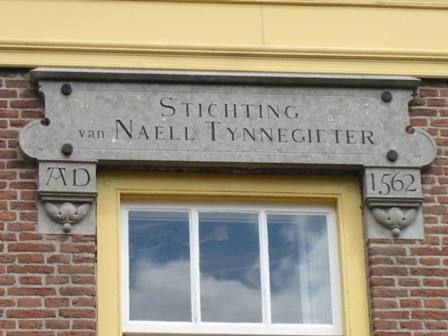 STICHTING
van NAELL TYNNEGIETER
AD 1562